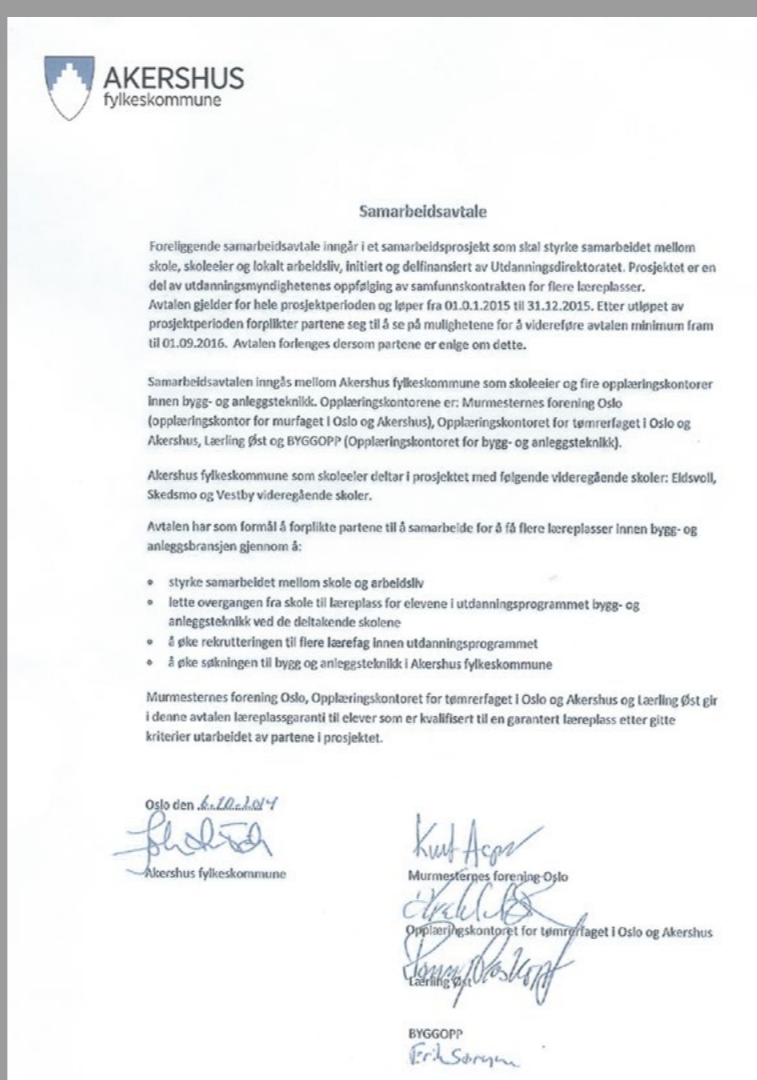 AKERSHUS
fylkeskommune
Samarbeidsavtale
Foreliggende samarbeidsavtale inngår i et samarbeidsprosjekt som skal styrke samarbeidet mellom
skole, skoleeier og lokalt arbeidsliv, initiert og delfinansiert av Utdanningsdirektoratet. Prosjektet er en
del av utdanningsmyndighetenes oppfølging av samfunnskontrakten for flere læreplasser.
Avtalen gjelder for hele prosjektperioden og løper fra 01.0.1.2015 til 31.12.2015. Etter utløpet av
prosjektperioden forplikter partene seg til å se på mulighetene for å videreføre avtalen minimum fram
til 01.09.2016. Avtalen forlenges dersom partene er enige om dette.
Samarbeidsavtalen inngås mellom Akershus fylkeskommune som skoleeier og fire opplæringskontorer
innen bygg- og anleggsteknikk. Opplæringskontorene er: Murmesternes forening Oslo
(opplæringskontor for murfaget i Oslo og Akershus), Opplæringskontoret for tømrerfaget i Oslo og
Akershus, Lærling Øst og BYGGOPP (Opplæringskontoret for bygg- og anleggsteknikk).
Akershus fylkeskommune som skoleeier deltar i prosjektet med følgende videregående skoler: Eidsvoll,
Skedsmo og Vestby videregående skoler.
Avtalen har som formål å forplikte partene til å samarbeide for å få flere læreplasser innen bygg- og
anleggsbransjen gjennom å:
• styrke samarbeidet mellom skole og arbeidsliv
• lette overgangen fra skole til læreplass for elevene i utdanningsprogrammet bygg- og
anleggsteknikk ved de deltakende skolene
• å øke rekrutteringen til flere lærefag innen utdanningsprogrammet
• å øke søkningen til bygg og anleggsteknikk i Akershus fylkeskommune
Murmesternes forening Oslo, Opplæringskontoret for tømrerfaget i Oslo og Akershus og Lærling Øst gir
i denne avtalen læreplassgaranti til elever som er kvalifisert til en garantert læreplass etter gitte
kriterier utarbeidet av partene i prosjektet.
Oslo den 6.10.2014
Akershus fylkeskommune
Kurt
Murmesternes forening Oslo
Opplæringskontoret for tømrerfaget i Oslo og Akershus
Lærling Øst
BYGGOPP
Erik